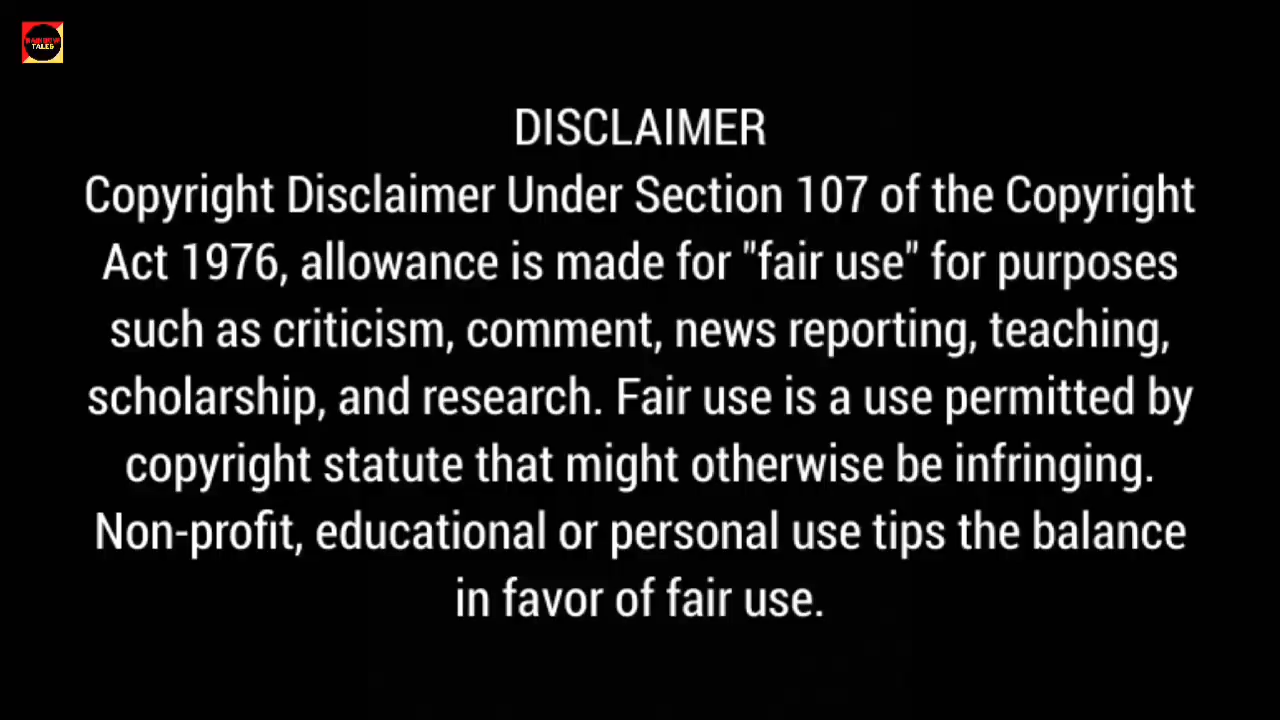 TALES
DISCLAIMER
Copyright Disclaimer Under Section 107 of the Copyright
Act 1976, allowance is made for "fair use" for purposes
such as criticism, comment, news reporting, teaching,
scholarship, and research. Fair use is a use permitted by
copyright statute that might otherwise be infringing.
Non-profit, educational or personal use tips the balance
in favor of fair use.